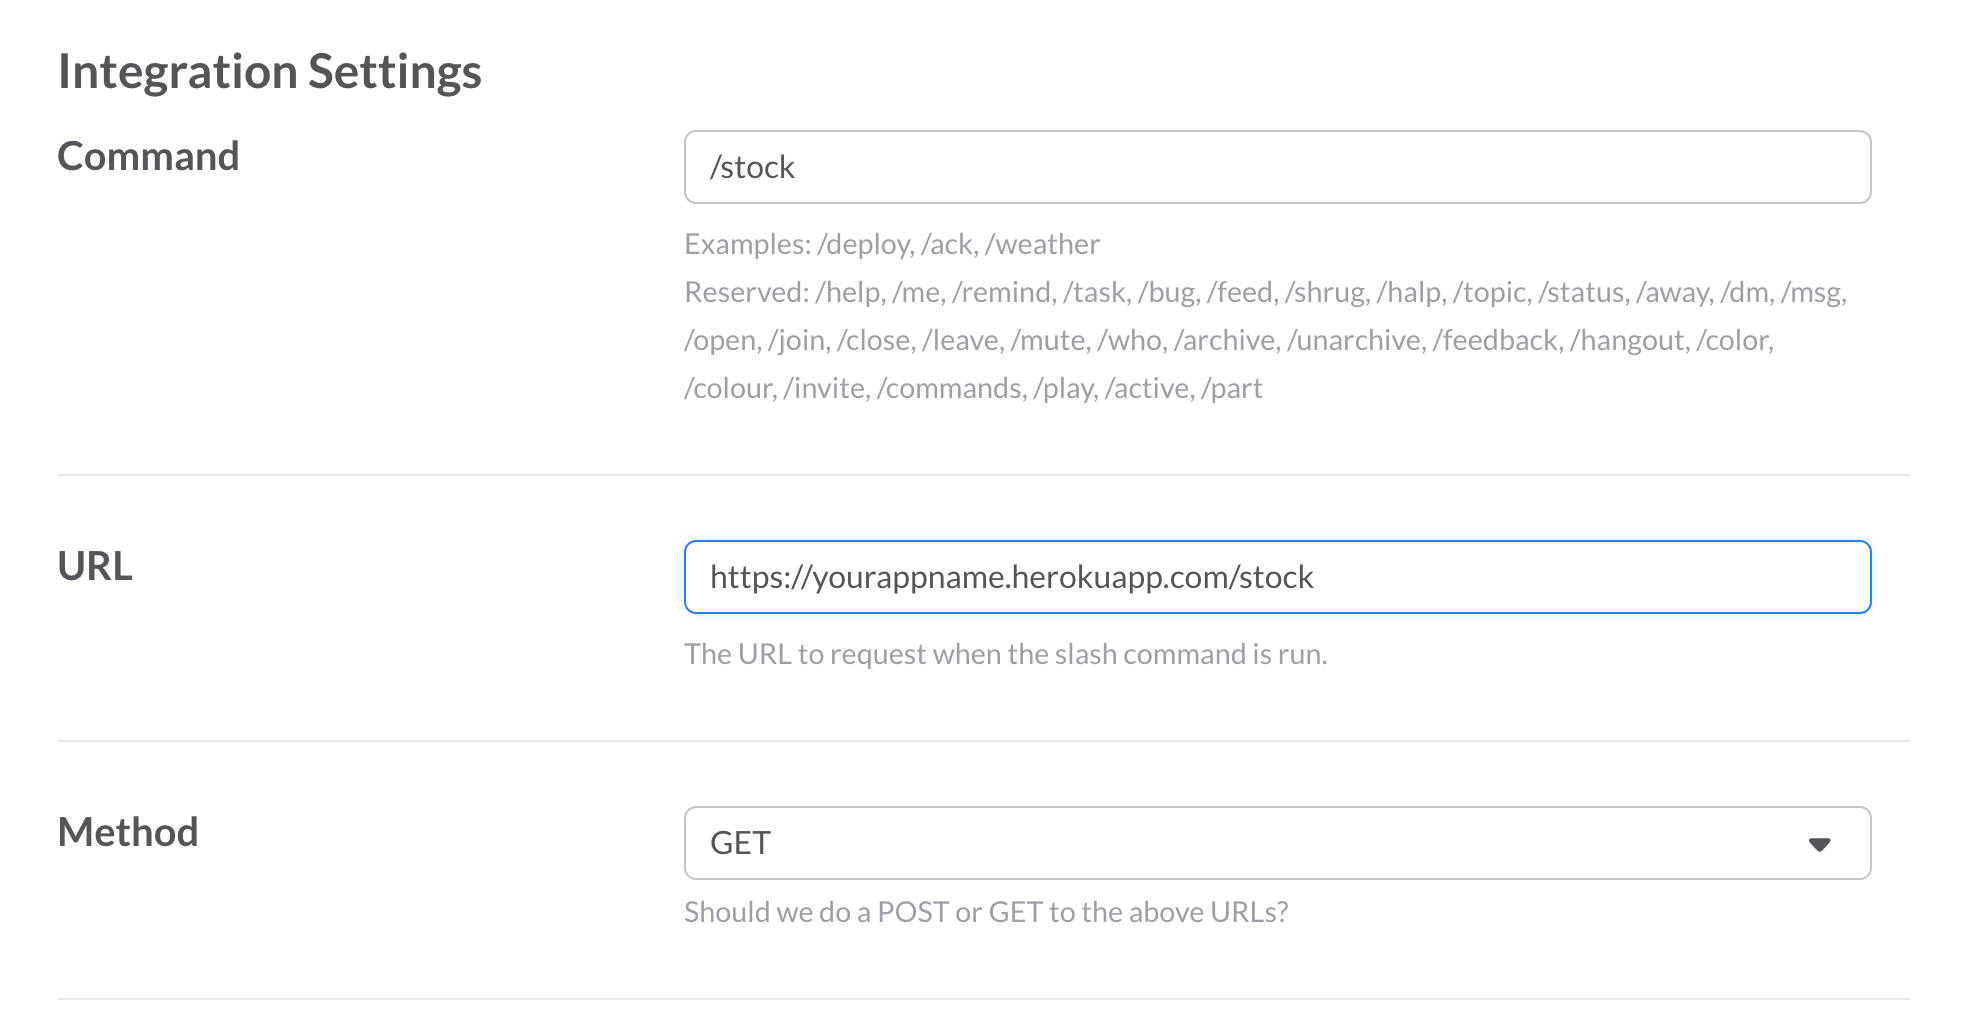 Integration Settings
Command
/stock
Examples: /deploy, /ack, /weather
Reserved: /help, /me, /remind, /task, /bug, /feed, /shrug, /halp, /topic, /status, /away, /dm, /msg,
/open, /join, /close, /leave, /mute, /who, /archive, /unarchive, /feedback, /hangout, /color,
/colour, /invite, /commands, /play, /active, /part
URL
https://yourappname.herokuapp.com/stock
The URL to request when the slash command is run.
Method
GET
Should we do a POST or GET to the above URLs?